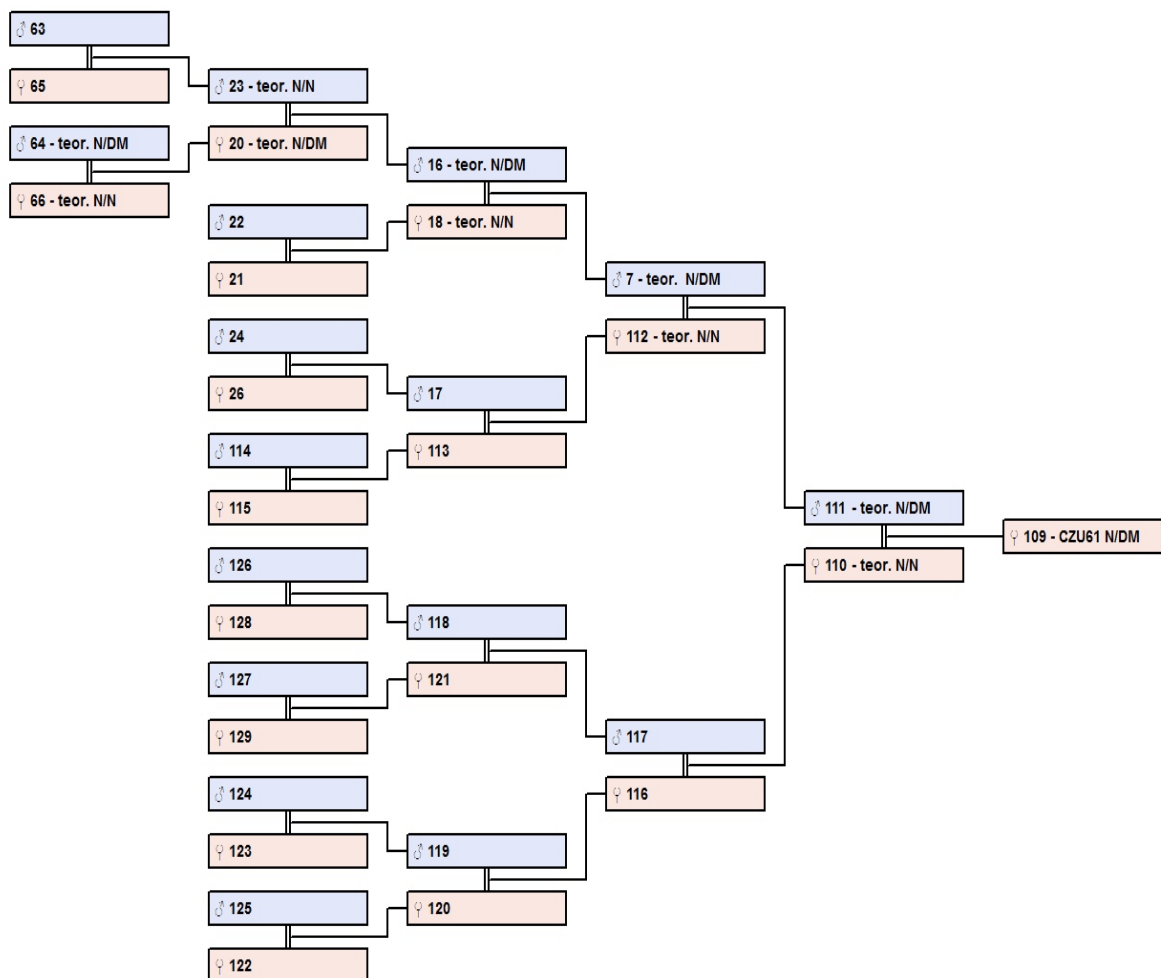 ♂ 63
♀ 65
♂ 64 - teor. N/DM
♀ 66 - teor. N/N
♂ 23 - teor. N/N
♀ 20 - teor. N/DM
♂ 22
♀ 21
♂ 24
♀ 26
♂ 114
♀ 115
♂ 126
♀ 128
♂ 127
♀ 129
♂ 124
♀ 123
♂ 125
♀ 122
♂ 16 - teor. N/DM
♀ 18 - teor. N/N
♂ 17
♀ 113
♂ 118
♀ 121
♂ 119
♀ 120
♂ 7 - teor. N/DM
♀ 112 - teor. N/N
♂ 117
♀ 116
♂ 111 - teor. N/DM
♀ 110 - teor. N/N
♀ 109 - CZU61 N/DM